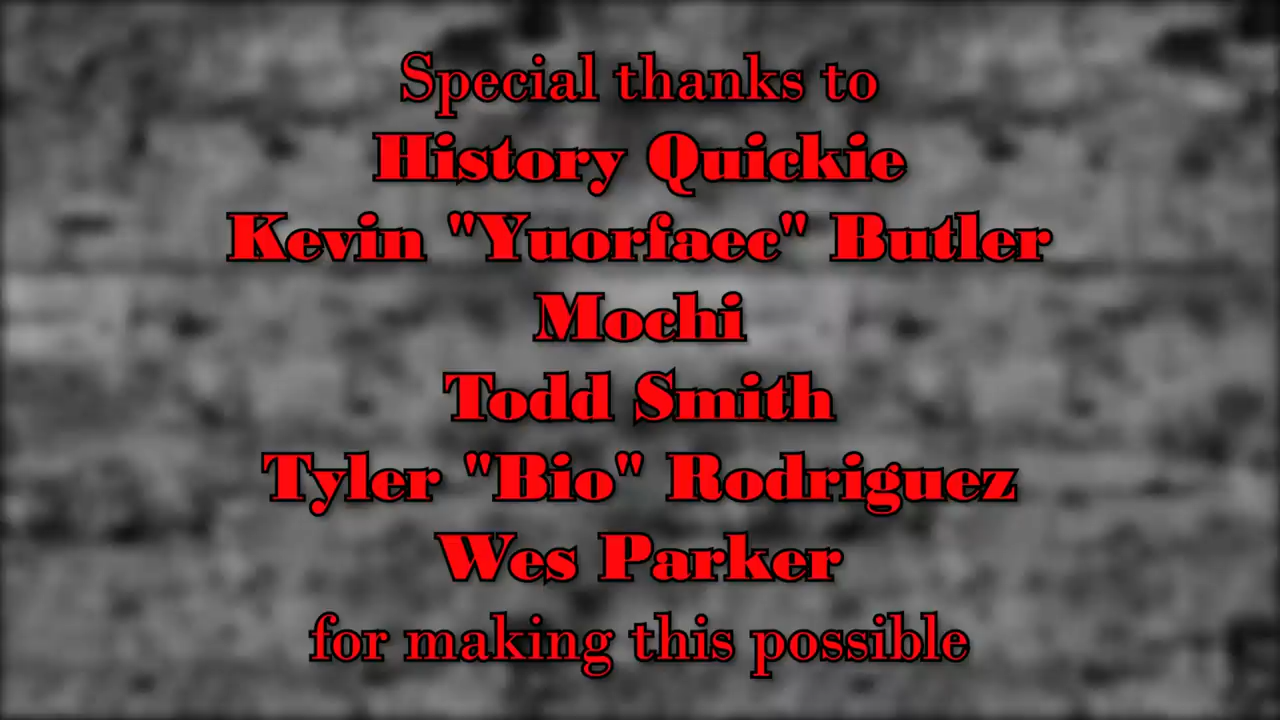 Special thanks to
History Quickie
Kevin "Yuorfaec" Butler
Mochi
Todd Smith
Tyler "Bio" Rodriguez
Wes Parker
for making this possible